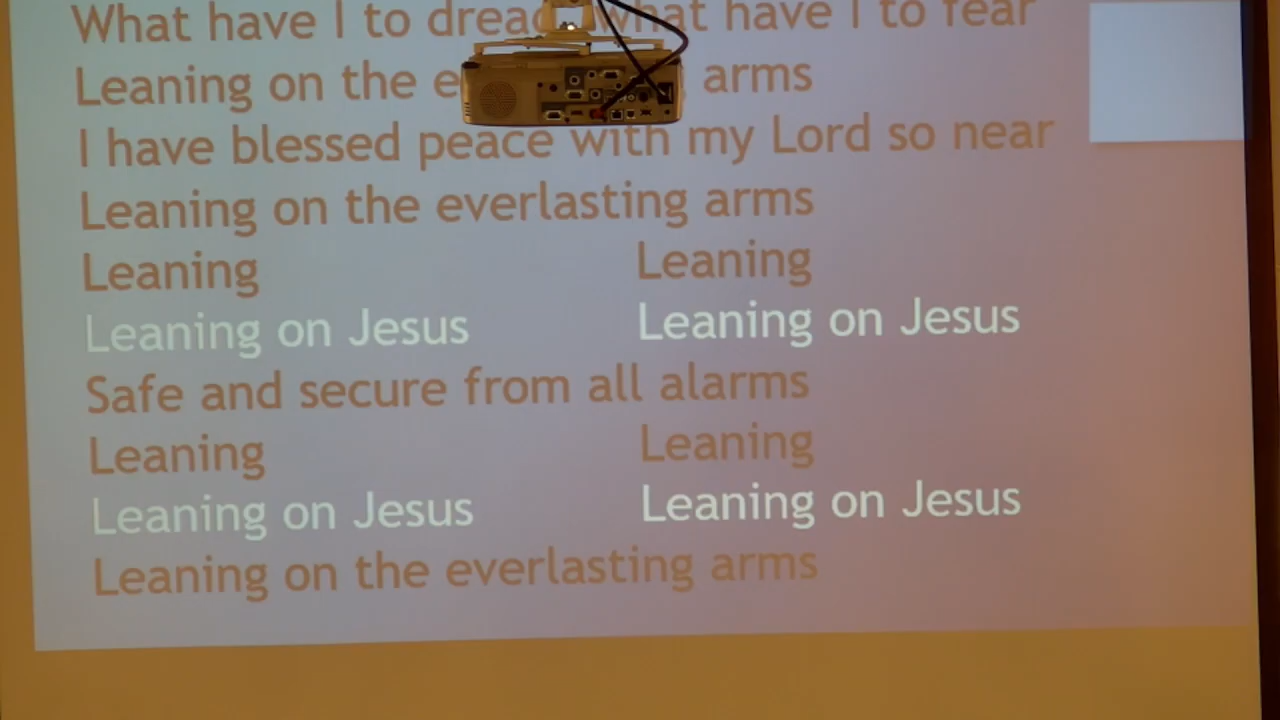 What have I to dread what have I to fear
Leaning on the arms
I have blessed peace with my Lord so near
Leaning on the everlasting arms
Leaning Leaning
Leaning on Jesus Leaning on Jesus
Safe and secure from all alarms
Leaning Leaning
Leaning on Jesus Leaning on Jesus
Leaning on the everlasting arms